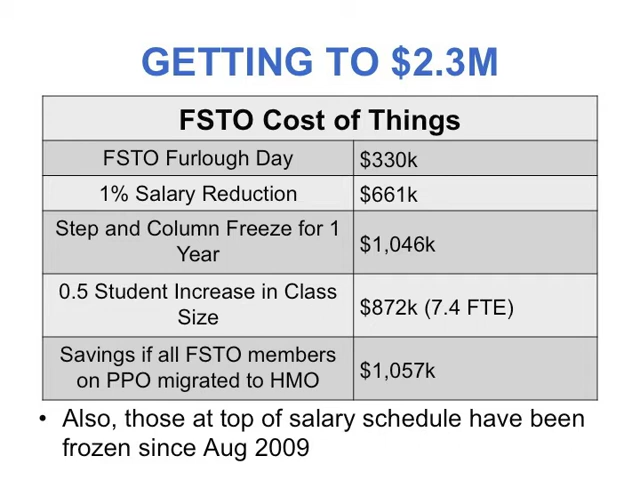 GETTING TO $2.3M
FSTO Cost of Things
FSTO Furlough Day $330k
1% Salary Reduction $661k
Step and Column Freeze for 1
Year $1,046k
0.5 Student Increase in Class
Size $872k (7.4 FTE)
Savings if all FSTO members
on PPO migrated to HMO $1,057k
• Also, those at top of salary schedule have been
frozen since Aug 2009